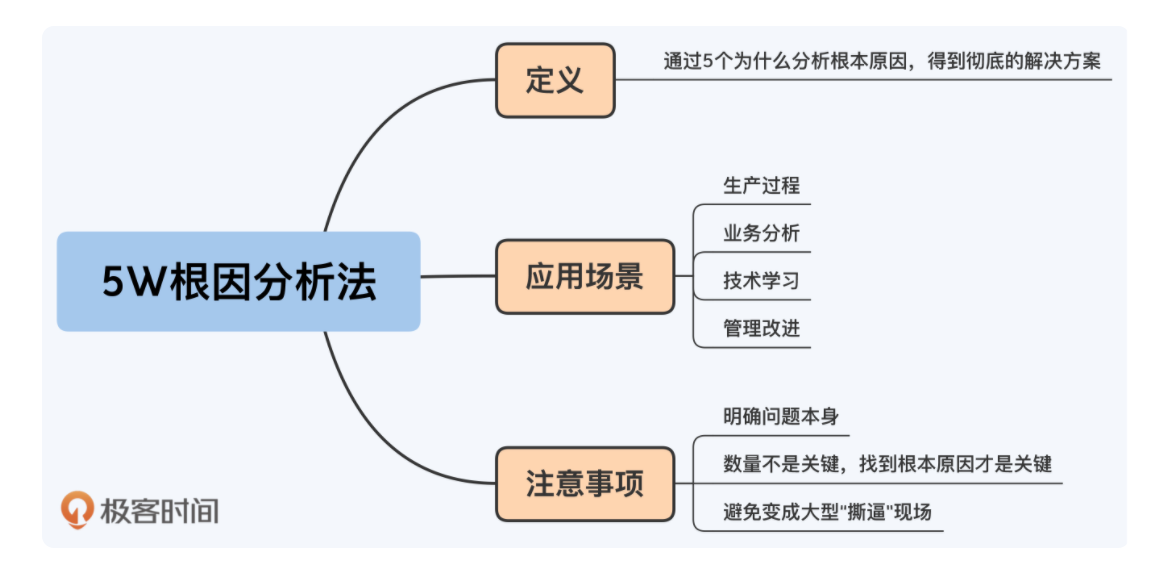 定义
通过5个为什么分析根本原因，得到彻底的解决方案
5W根因分析法
应用场景
生产过程
业务分析
技术学习
管理改进
注意事项
明确问题本身
数量不是关键，找到根本原因才是关键
避免变成大型"撕逼"现场
极客时间